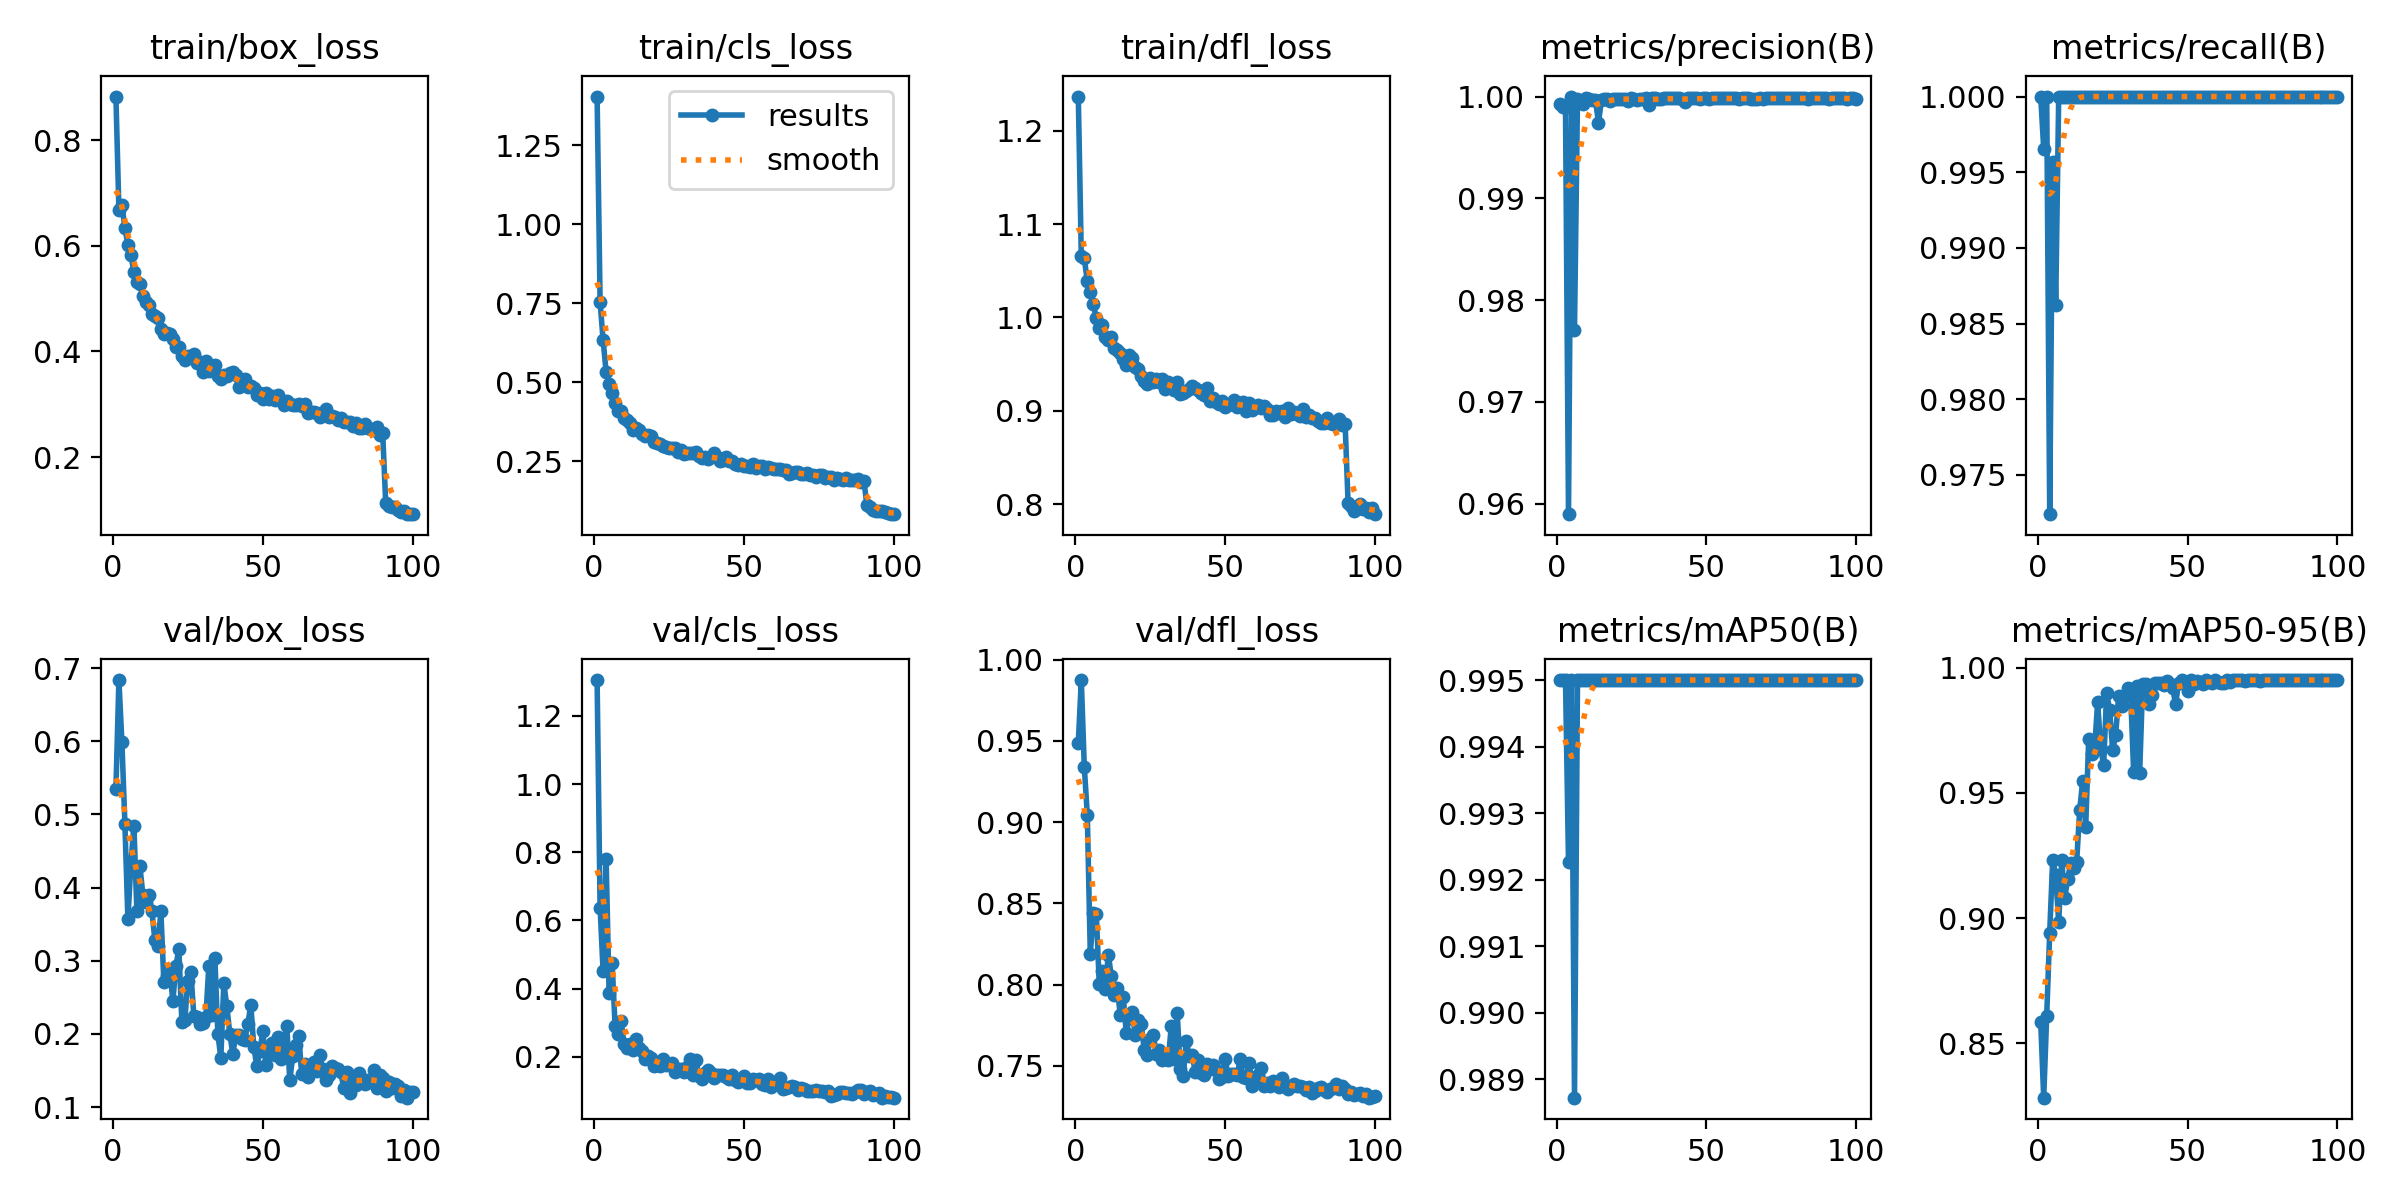 train/box_loss
0.8
0.6
0.4
0.2
0 50 100
train/cls_loss
results
smooth
1.25
1.00
0.75
0.50
0.25
0 50 100
train/dfl_loss
1.2
1.1
1.0
0.9
0.8
0 50 100
metrics/precision(B)
1.00
0.99
0.98
0.97
0.96
0 50 100
metrics/recall(B)
1.000
0.995
0.990
0.985
0.980
0.975
0 50 100
val/box_loss
0.7
0.6
0.5
0.4
0.3
0.2
0.1
0 50 100
val/cls_loss
1.2
1.0
0.8
0.6
0.4
0.2
0 50 100
val/dfl_loss
1.00
0.95
0.90
0.85
0.80
0.75
0 50 100
metrics/mAP50(B)
0.995
0.994
0.993
0.992
0.991
0.990
0.989
0 50 100
metrics/mAP50-95(B)
1.00
0.95
0.90
0.85
0 50 100